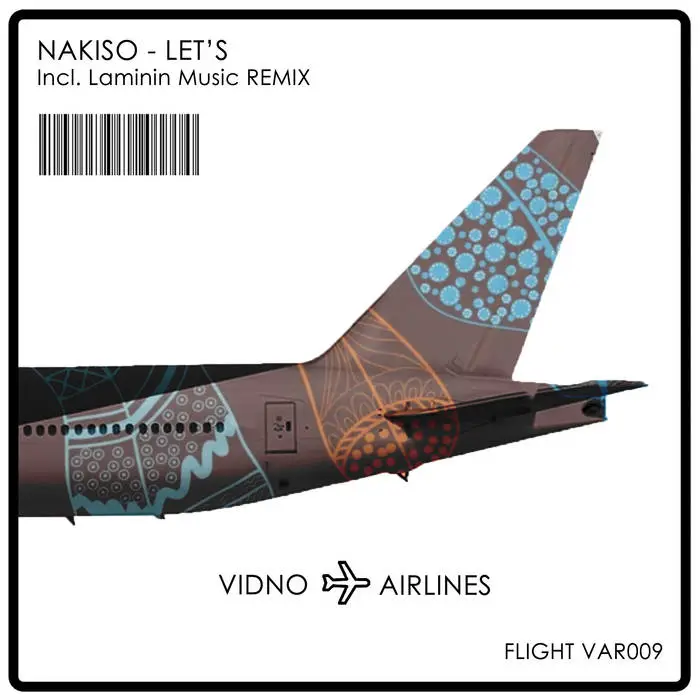 NAKISO - LET'S
Incl. Laminin Music REMIX
VIDNO AIRLINES
FLIGHT VAR009